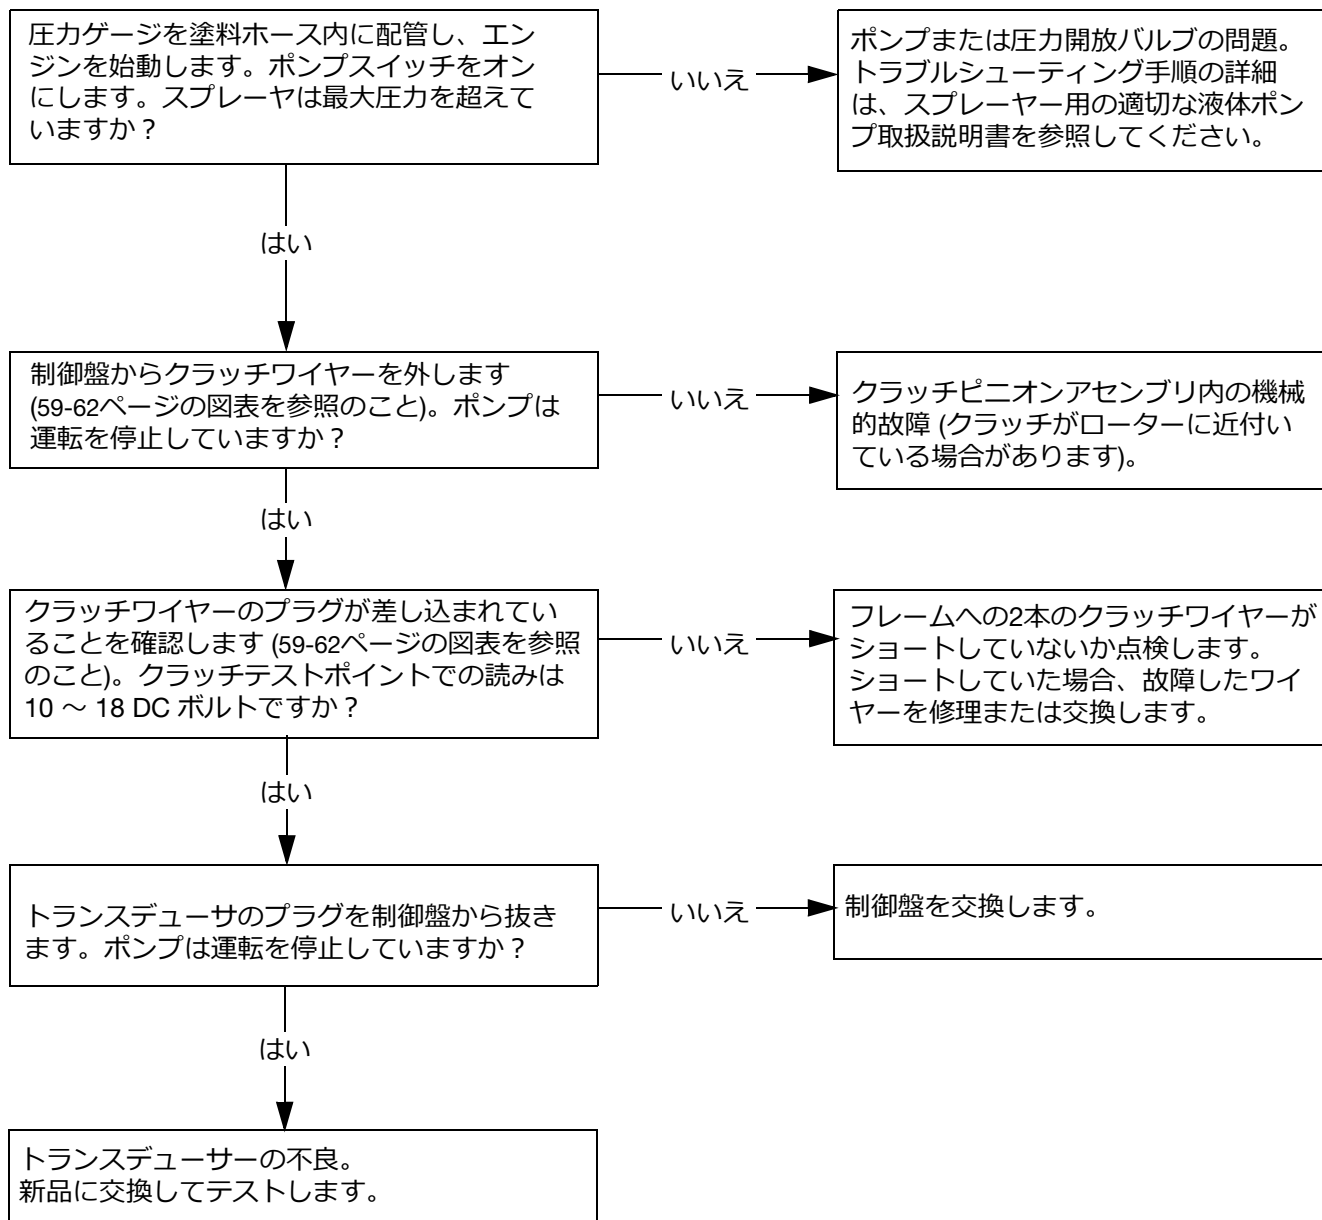 圧力ゲージを塗料ホース内に配管し、エン
ジンを始動します。ポンプスイッチをオン
にします。スプレーヤは最大圧力を超えて
いますか？
いいえ
ポンプまたは圧力開放バルブの問題。
トラブルシューティング手順の詳細
は、スプレーヤー用の適切な液体ポン
プ取扱説明書を参照してください。
はい
制御盤からクラッチワイヤーを外します
(59-62ページの図表を参照のこと)。ポンプは
運転を停止していますか？
いいえ
クラッチピニオンアセンブリ内の機械
的故障 (クラッチがローターに近付い
ている場合があります)。
はい
クラッチワイヤーのプラグが差し込まれてい
ることを確認します (59-62ページの図表を参照
のこと)。クラッチテストポイントでの読みは
10 ～ 18 DC ボルトですか？
いいえ
フレームへの2本のクラッチワイヤーが
ショートしていないか点検します。
ショートしていた場合、故障したワイ
ヤーを修理または交換します。
はい
トランスデューサのプラグを制御盤から抜き
ます。ポンプは運転を停止していますか？
いいえ
制御盤を交換します。
はい
トランスデューサーの不良。
新品に交換してテストします。